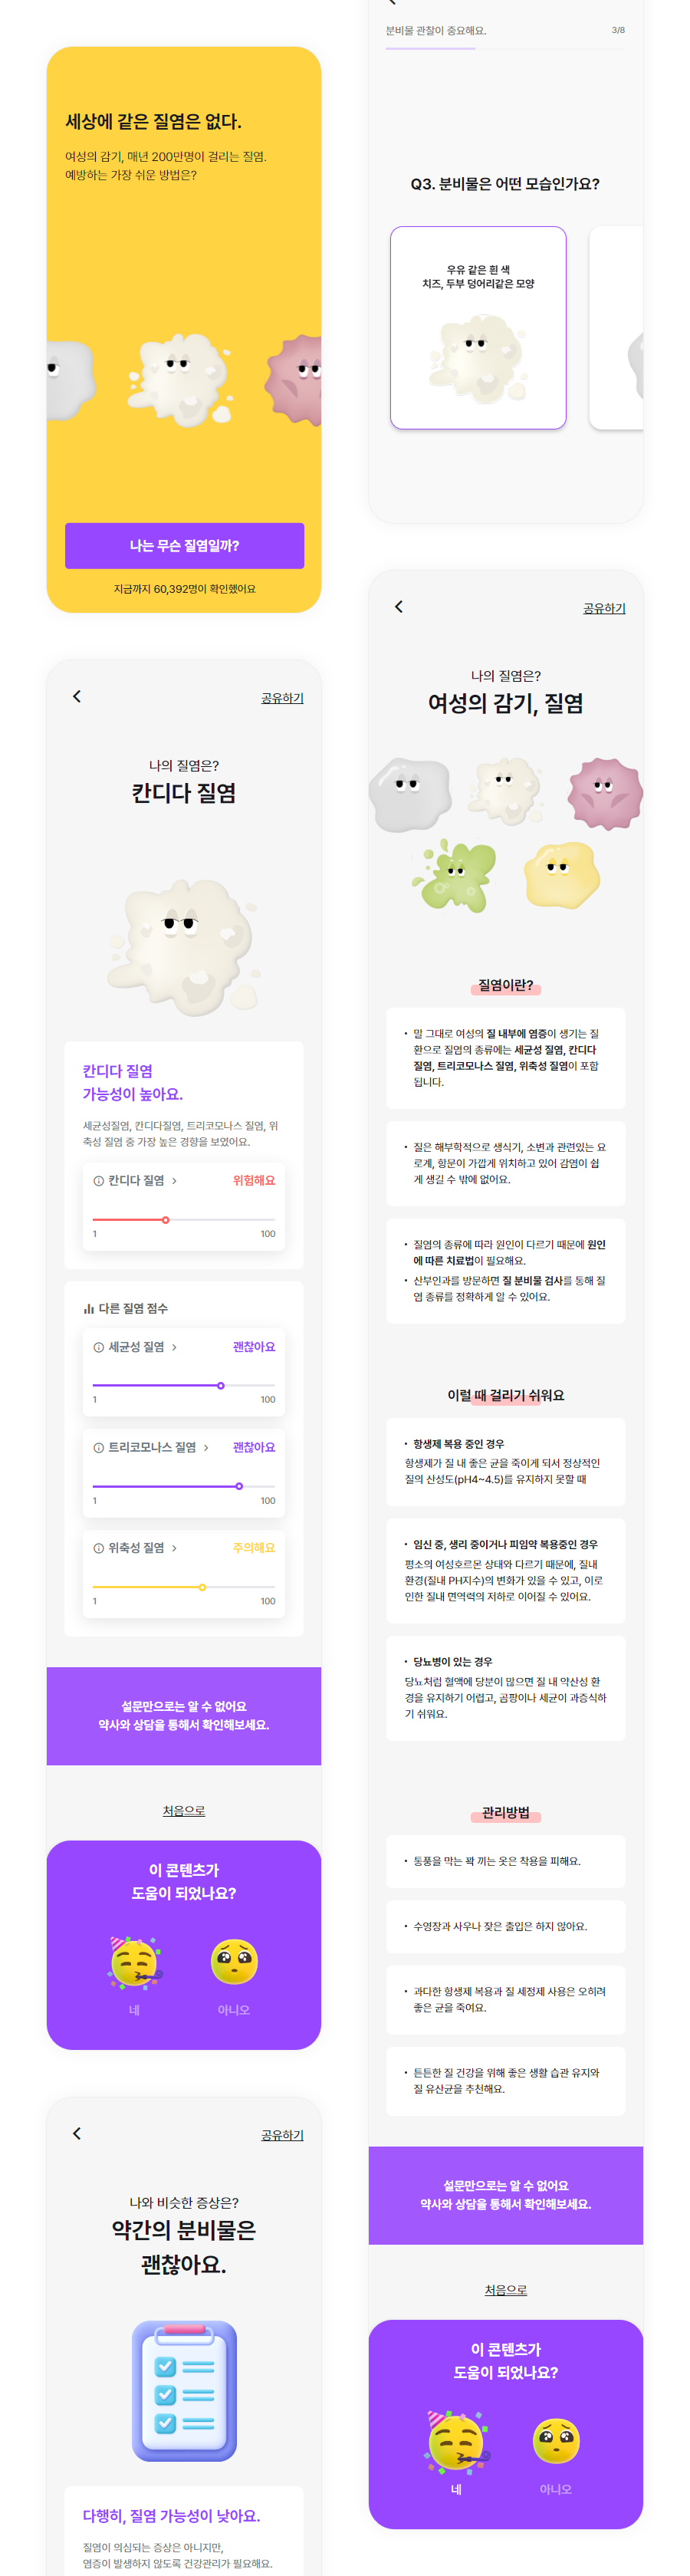 세상에 같은 질염은 없다.
여성의 감기, 매년 200만명이 걸리는 질염.
예방하는 가장 쉬운 방법은?
나는 무슨 질염일까?
지금까지 60,392명이 확인했어요
공유하기
나의 질염은?
칸디다 질염
칸디다 질염
가능성이 높아요.
세균성질염, 칸디다질염, 트리코모나스 질염, 위
축성 질염 중 가장 높은 경향을 보였어요.
칸디다 질염 > 위험해요
1 100
다른 질염 점수
세균성 질염 > 괜찮아요
1 100
트리코모나스 질염 > 괜찮아요
1 100
위축성 질염 > 주의해요
1 100
설문만으로는 알 수 없어요
약사와 상담을 통해서 확인해보세요.
처음으로
이 콘텐츠가
도움이 되었나요?
네 아니오
공유하기
나와 비슷한 증상은?
약간의 분비물은
괜찮아요.
다행히, 질염 가능성이 낮아요.
질염이 의심되는 증상은 아니지만,
염증이 발생하지 않도록 건강관리가 필요해요.
분비물 관찰이 중요해요. 3/8
Q3. 분비물은 어떤 모습인가요?
우유 같은 흰 색
치즈, 두부 덩어리같은 모양
공유하기
나의 질염은?
여성의 감기, 질염
질염이란?
• 말 그대로 여성의 질 내부에 염증이 생기는 질
환으로 질염의 종류에는 세균성 질염, 칸디다
질염, 트리코모나스 질염, 위축성 질염이 포함
됩니다.
• 질은 해부학적으로 생식기, 소변과 관련있는 요
로계, 항문이 가깝게 위치하고 있어 감염이 쉽
게 생길 수 밖에 없어요.
• 질염의 종류에 따라 원인이 다르기 때문에 원인
에 따른 치료법이 필요해요.
• 산부인과를 방문하면 질 분비물 검사를 통해 질
염 종류를 정확하게 알 수 있어요.
이럴 때 걸리기 쉬워요
• 항생제 복용 중인 경우
항생제가 질 내 좋은 균을 죽이게 되서 정상적인
질의 산성도(pH4~4.5)를 유지하지 못할 때
• 임신 중, 생리 중이거나 피임약 복용중인 경우
평소의 여성호르몬 상태와 다르기 때문에, 질내
환경(질내 PH지수)의 변화가 있을 수 있고, 이로
인한 질내 면역력의 저하로 이어질 수 있어요.
• 당뇨병이 있는 경우
당뇨처럼 혈액에 당분이 많으면 질 내 약산성 환
경을 유지하기 어렵고, 곰팡이나 세균이 과증식하
기 쉬워요.
관리방법
• 통풍을 막는 꽉 끼는 옷은 착용을 피해요.
• 수영장과 사우나 잦은 출입은 하지 않아요.
• 과다한 항생제 복용과 질 세정제 사용은 오히려
좋은 균을 죽여요.
• 튼튼한 질 건강을 위해 좋은 생활 습관 유지와
질 유산균을 추천해요.
설문만으로는 알 수 없어요
약사와 상담을 통해서 확인해보세요.
처음으로
이 콘텐츠가
도움이 되었나요?
네 아니오